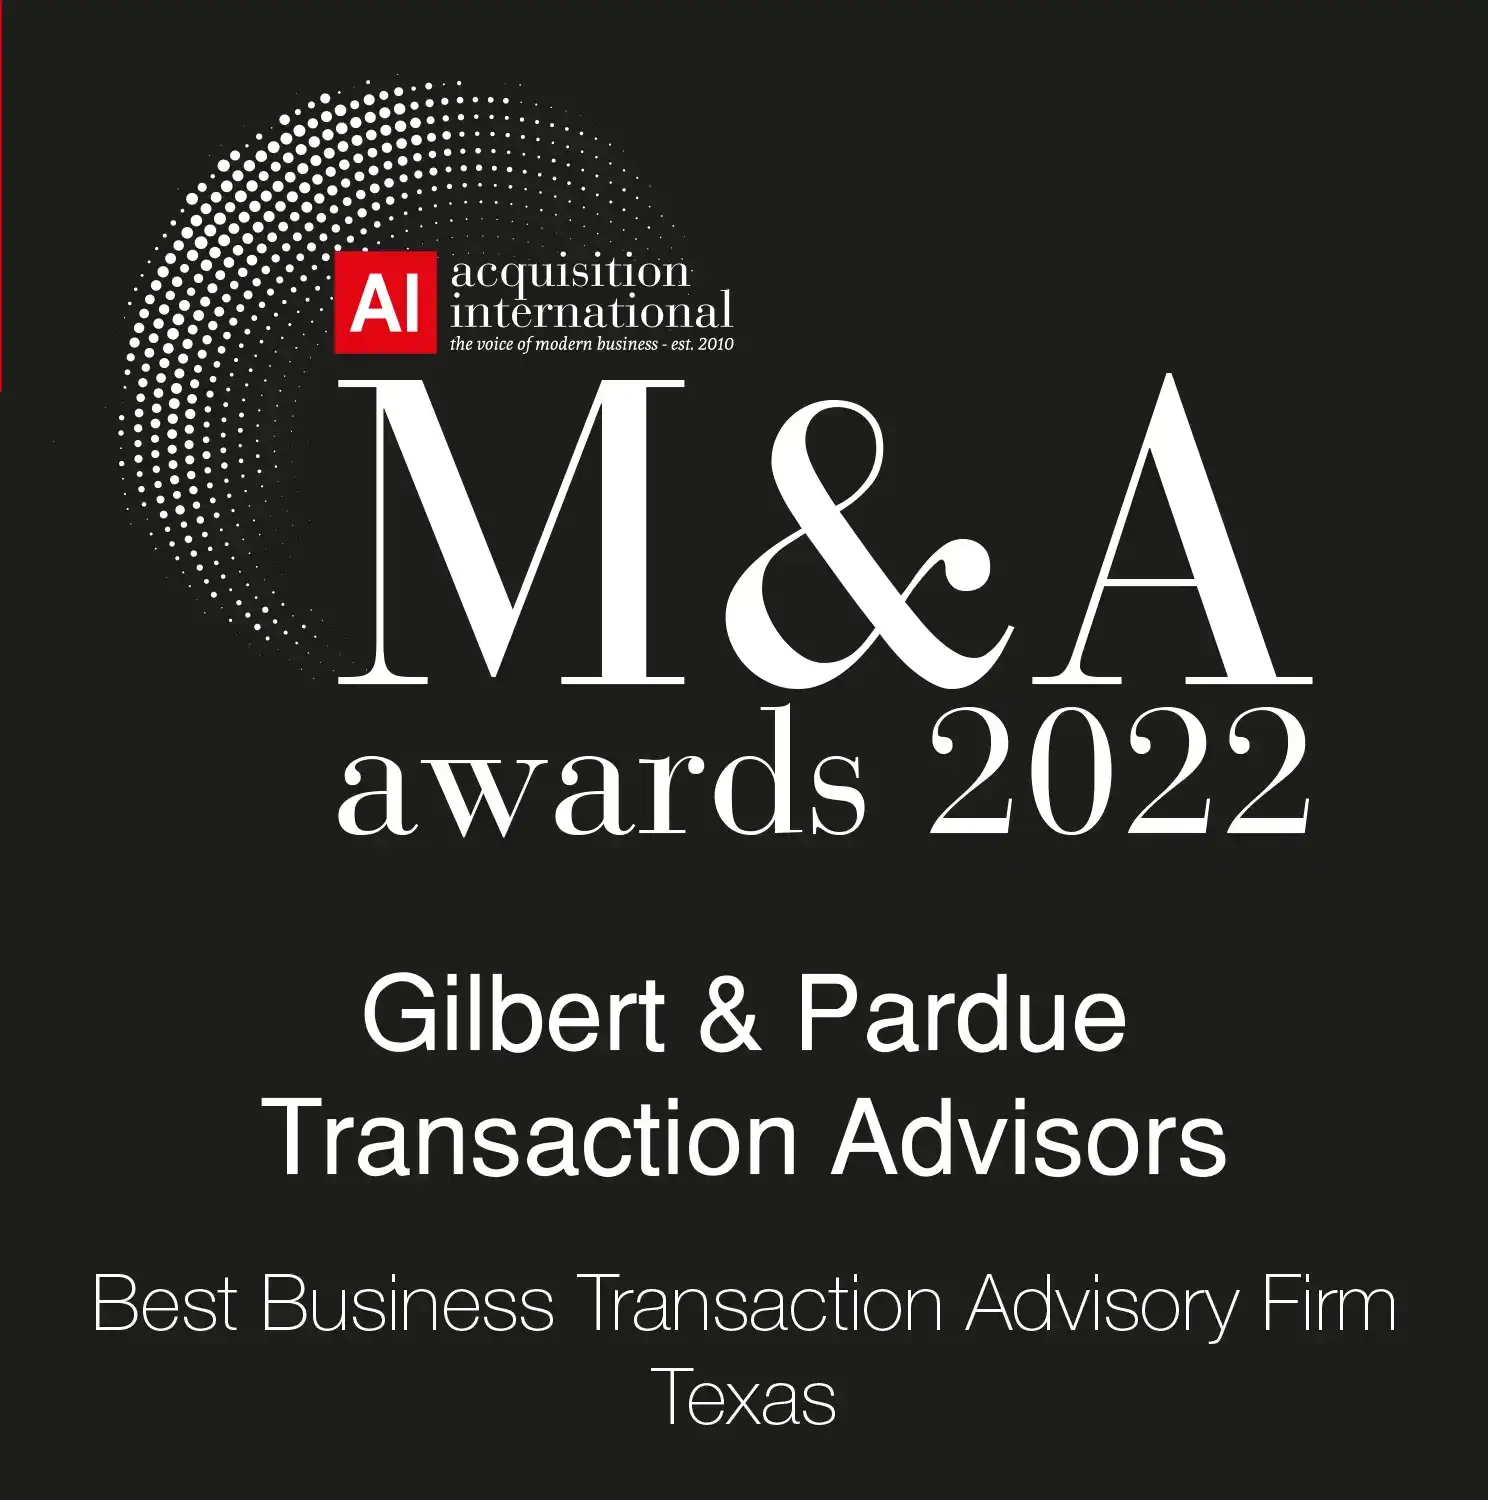 AI
acquisition
international
the voice of modern business - est. 2010
M&A
awards 2022
Gilbert & Pardue
Transaction Advisors
Best Business Transaction Advisory Firm
Texas